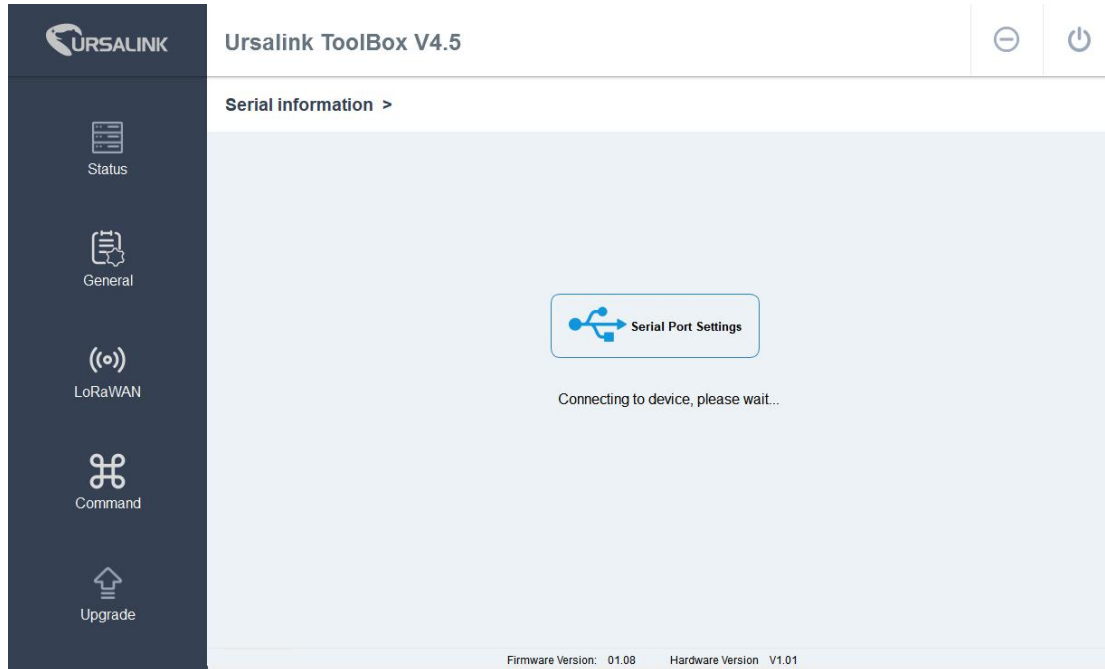 URSALINK
Ursalink ToolBox V4.5
Serial information >
Status
General
LoRaWAN
Command
Upgrade
Serial Port Settings
Connecting to device, please wait...
Firmware Version: 01.08 Hardware Version V1.01